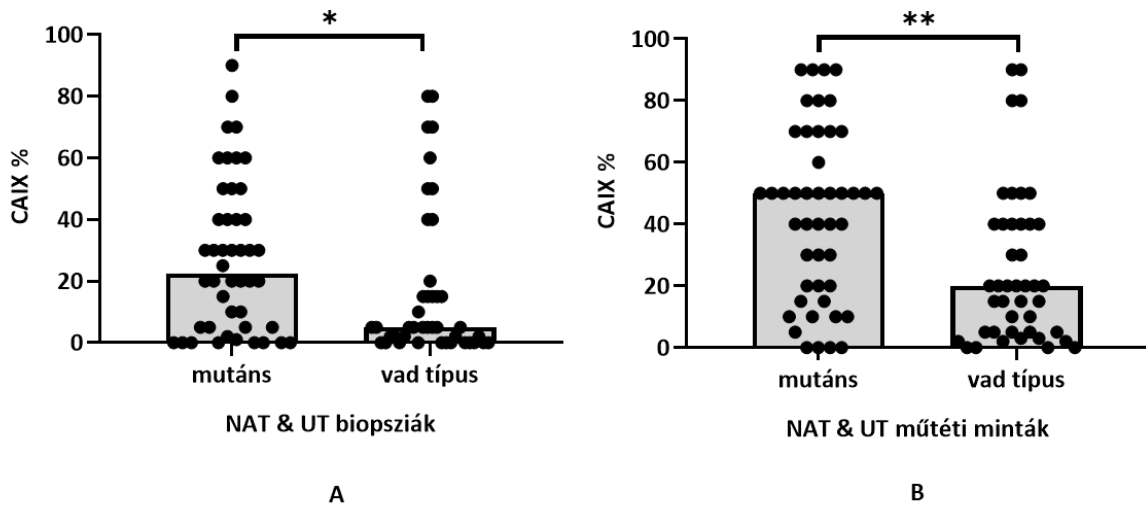 *
100
80
60
40
20
0
CAIX %
mutáns
vad típus
NAT & UT biopsziák
A
**
100
80
60
40
20
0
CAIX %
mutáns
vad típus
NAT & UT műtéti minták
B